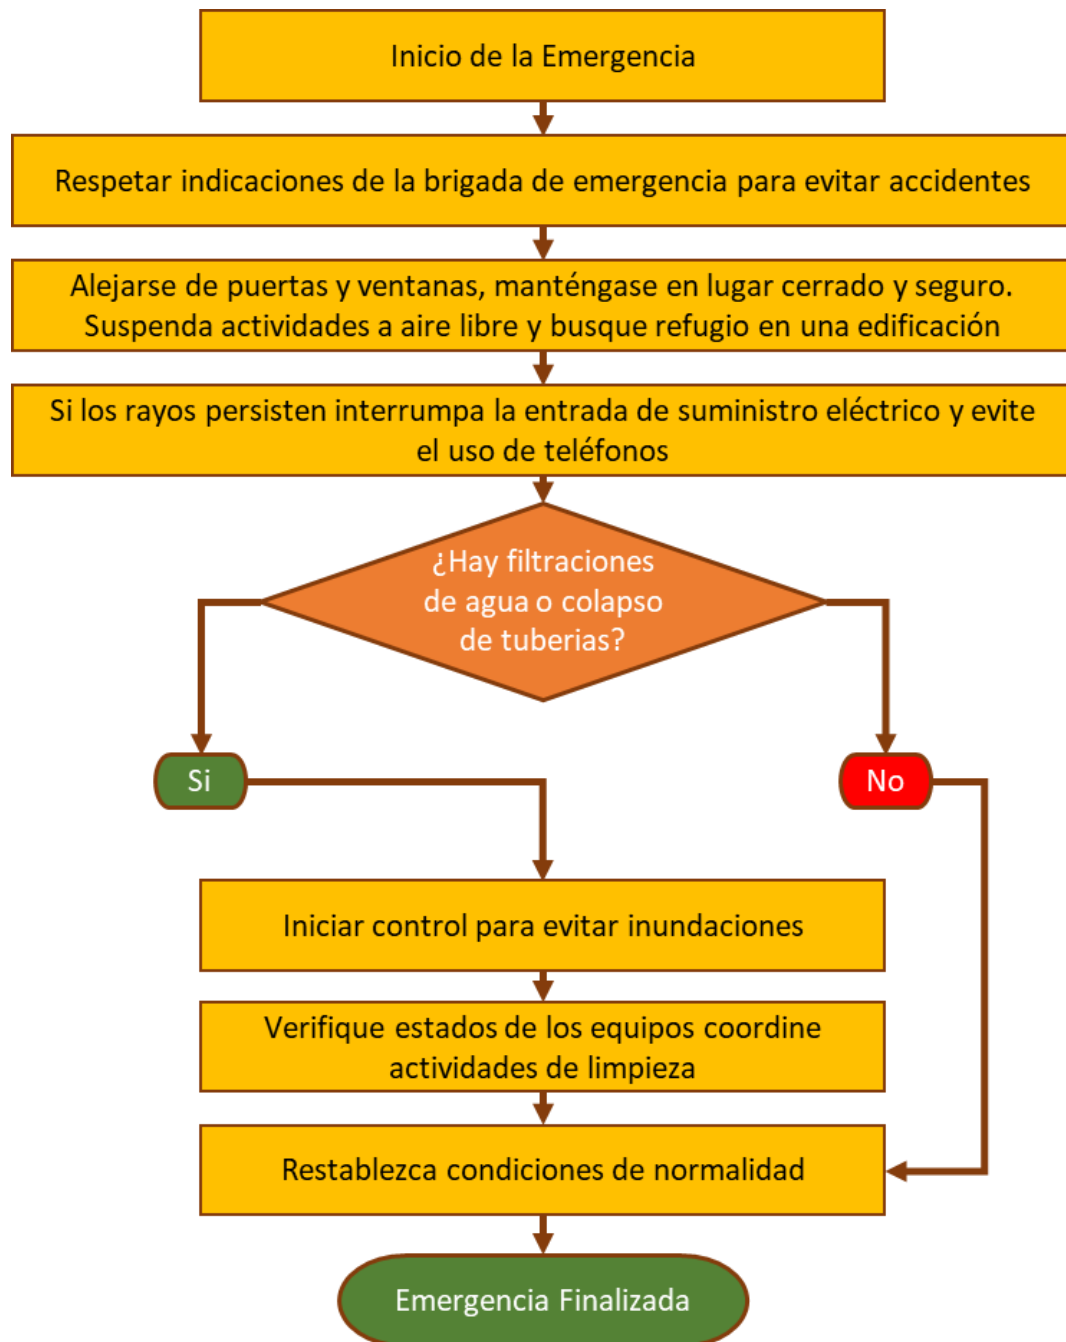 Inicio de la Emergencia
Respetar indicaciones de la brigada de emergencia para evitar accidentes
Alejarse de puertas y ventanas, manténgase en lugar cerrado y seguro.
Suspenda actividades a aire libre y busque refugio en una edificación
Si los rayos persisten interrumpa la entrada de suministro eléctrico y evite
el uso de teléfonos
¿Hay filtraciones
de agua o colapso
de tuberias?
Si
No
Iniciar control para evitar inundaciones
Verifique estados de los equipos coordine
actividades de limpieza
Restablezca condiciones de normalidad
Emergencia Finalizada